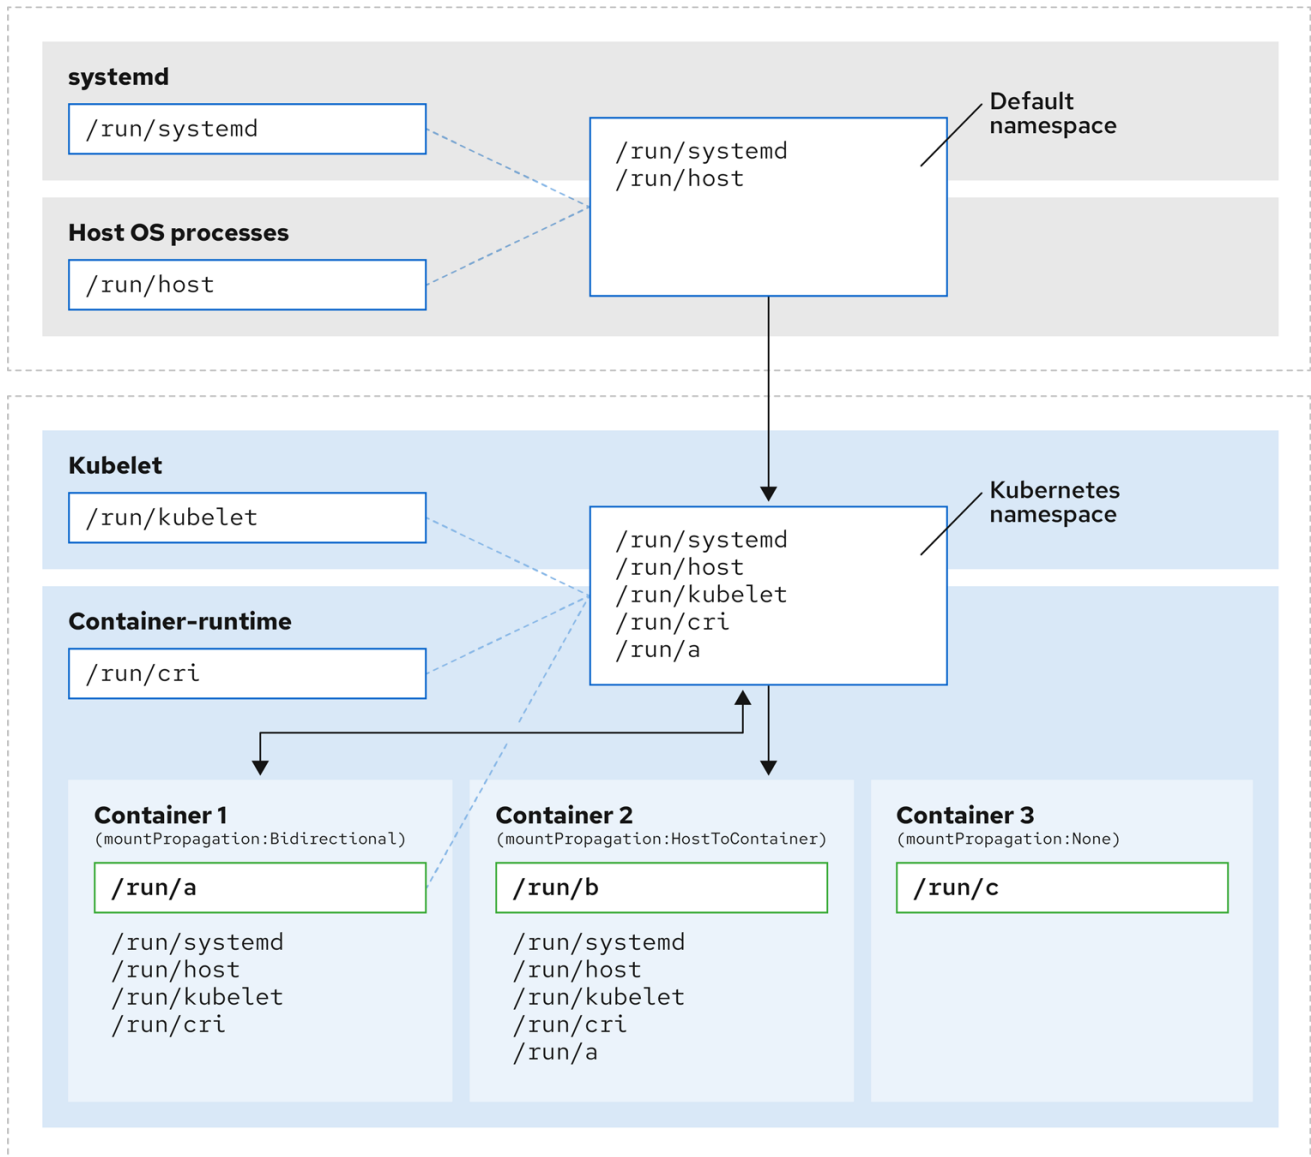 systemd
/run/systemd
Default
namespace
/run/systemd
/run/host
Host OS processes
/run/host
Kubelet
/run/kubelet
Kubernetes
namespace
/run/systemd
/run/host
/run/kubelet
/run/cri
/run/a
Container-runtime
/run/cri
Container 1
(mountPropagation:Bidirectional)
/run/a
/run/systemd
/run/host
/run/kubelet
/run/cri
Container 2
(mountPropagation:HostToContainer)
/run/b
/run/systemd
/run/host
/run/kubelet
/run/cri
/run/a
Container 3
(mountPropagation:None)
/run/c